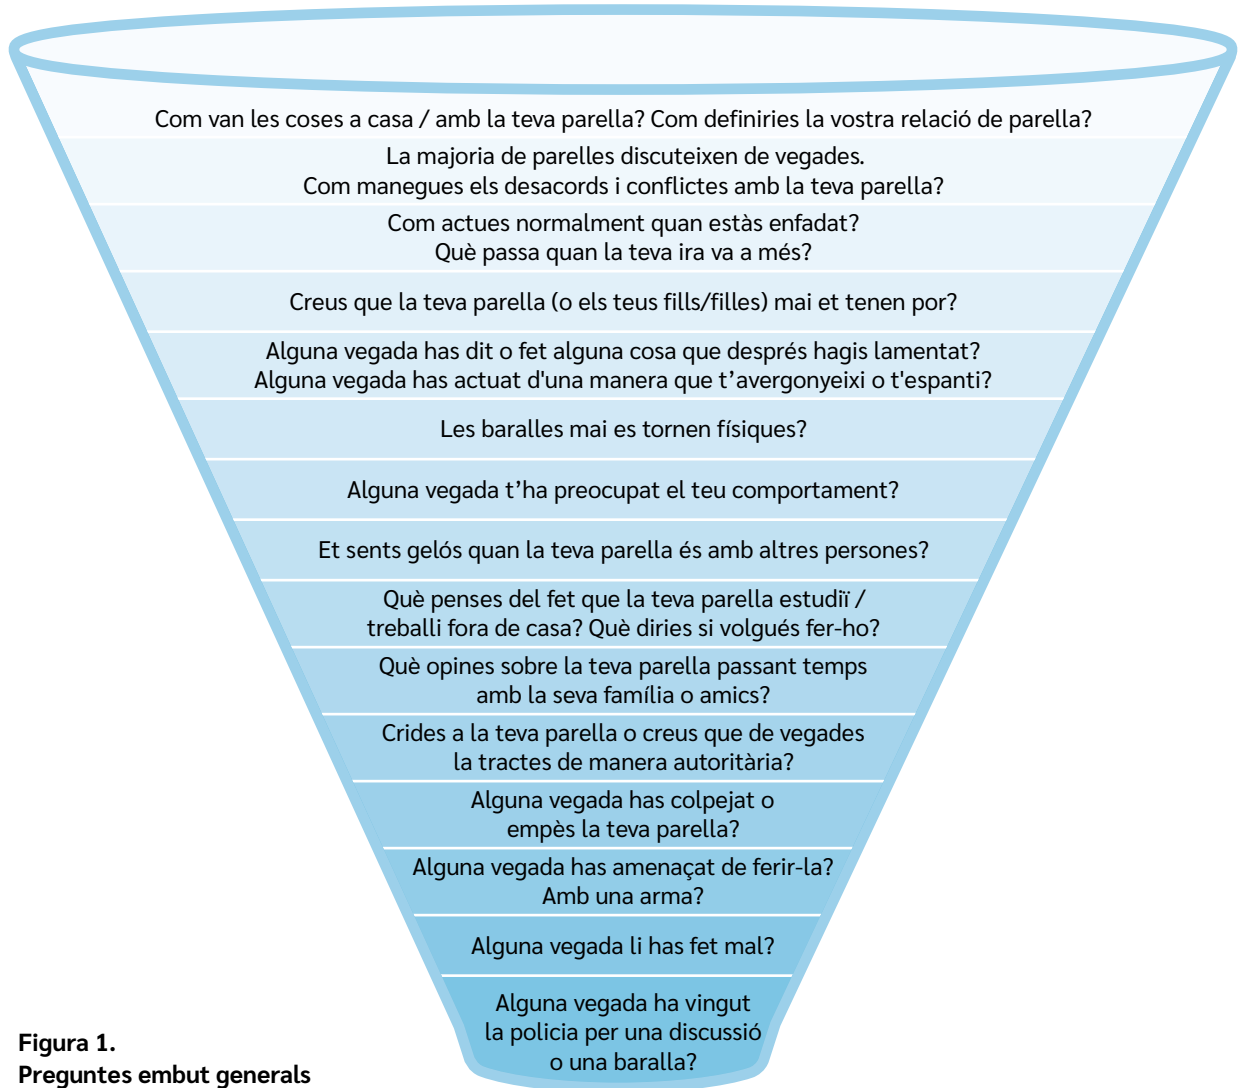 Com van les coses a casa / amb la teva parella? Com definiries la vostra relació de parella?
La majoria de parelles discuteixen de vegades.
Com manegues els desacords i conflictes amb la teva parella?
Com actues normalment quan estàs enfadat?
Què passa quan la teva ira va a més?
Creus que la teva parella (o els teus fills/filles) mai et tenen por?
Alguna vegada has dit o fet alguna cosa que després hagis lamentat?
Alguna vegada has actuat d'una manera que t’avergonyeixi o t'espanti?
Les baralles mai es tornen físiques?
Alguna vegada t’ha preocupat el teu comportament?
Et sents gelós quan la teva parella és amb altres persones?
Què penses del fet que la teva parella estudiï /
treballi fora de casa? Què diries si volgués fer-ho?
Què opines sobre la teva parella passant temps
amb la seva família o amics?
Crides a la teva parella o creus que de vegades
la tractes de manera autoritària?
Alguna vegada has colpejat o
empès la teva parella?
Alguna vegada has amenaçat de ferir-la?
Amb una arma?
Alguna vegada li has fet mal?
Alguna vegada ha vingut
la policia per una discussió
o una baralla?
Figura 1.
Preguntes embut generals